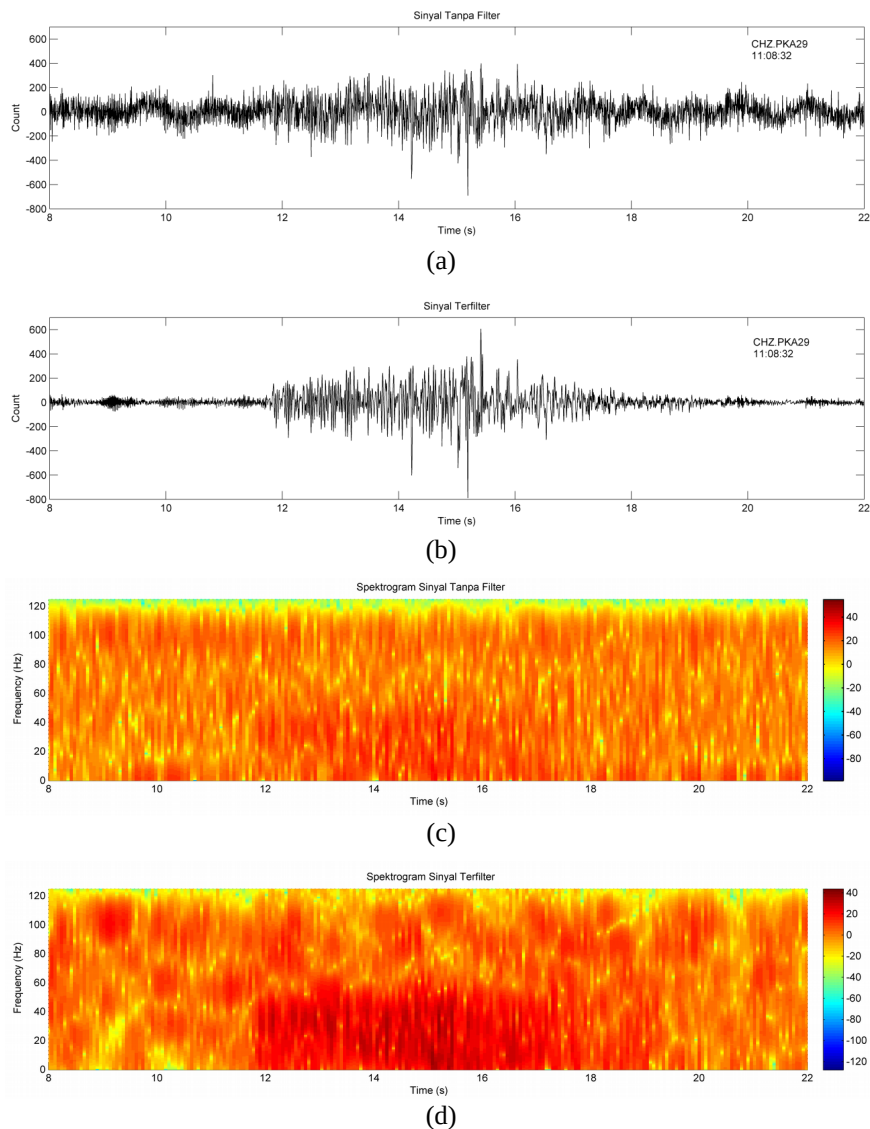 Sinyal Tanpa Filter
CHZ.PKA29
11:08:32
600
400
200
0
-200
-400
-600
-800
Count
8 10 12 14 16 18 20 22
Time (s)
(a)
Sinyal Terfilter
CHZ.PKA29
11:08:32
600
400
200
0
-200
-400
-600
-800
Count
8 10 12 14 16 18 20 22
Time (s)
(b)
Spektrogram Sinyal Tanpa Filter
120
100
80
60
40
20
0
Frequency (Hz)
8 10 12 14 16 18 20 22
Time (s)
40
20
0
-20
-40
-60
-80
(c)
Spektrogram Sinyal Terfilter
120
100
80
60
40
20
0
Frequency (Hz)
8 10 12 14 16 18 20 22
Time (s)
40
20
0
-20
-40
-60
-80
-100
-120
(d)